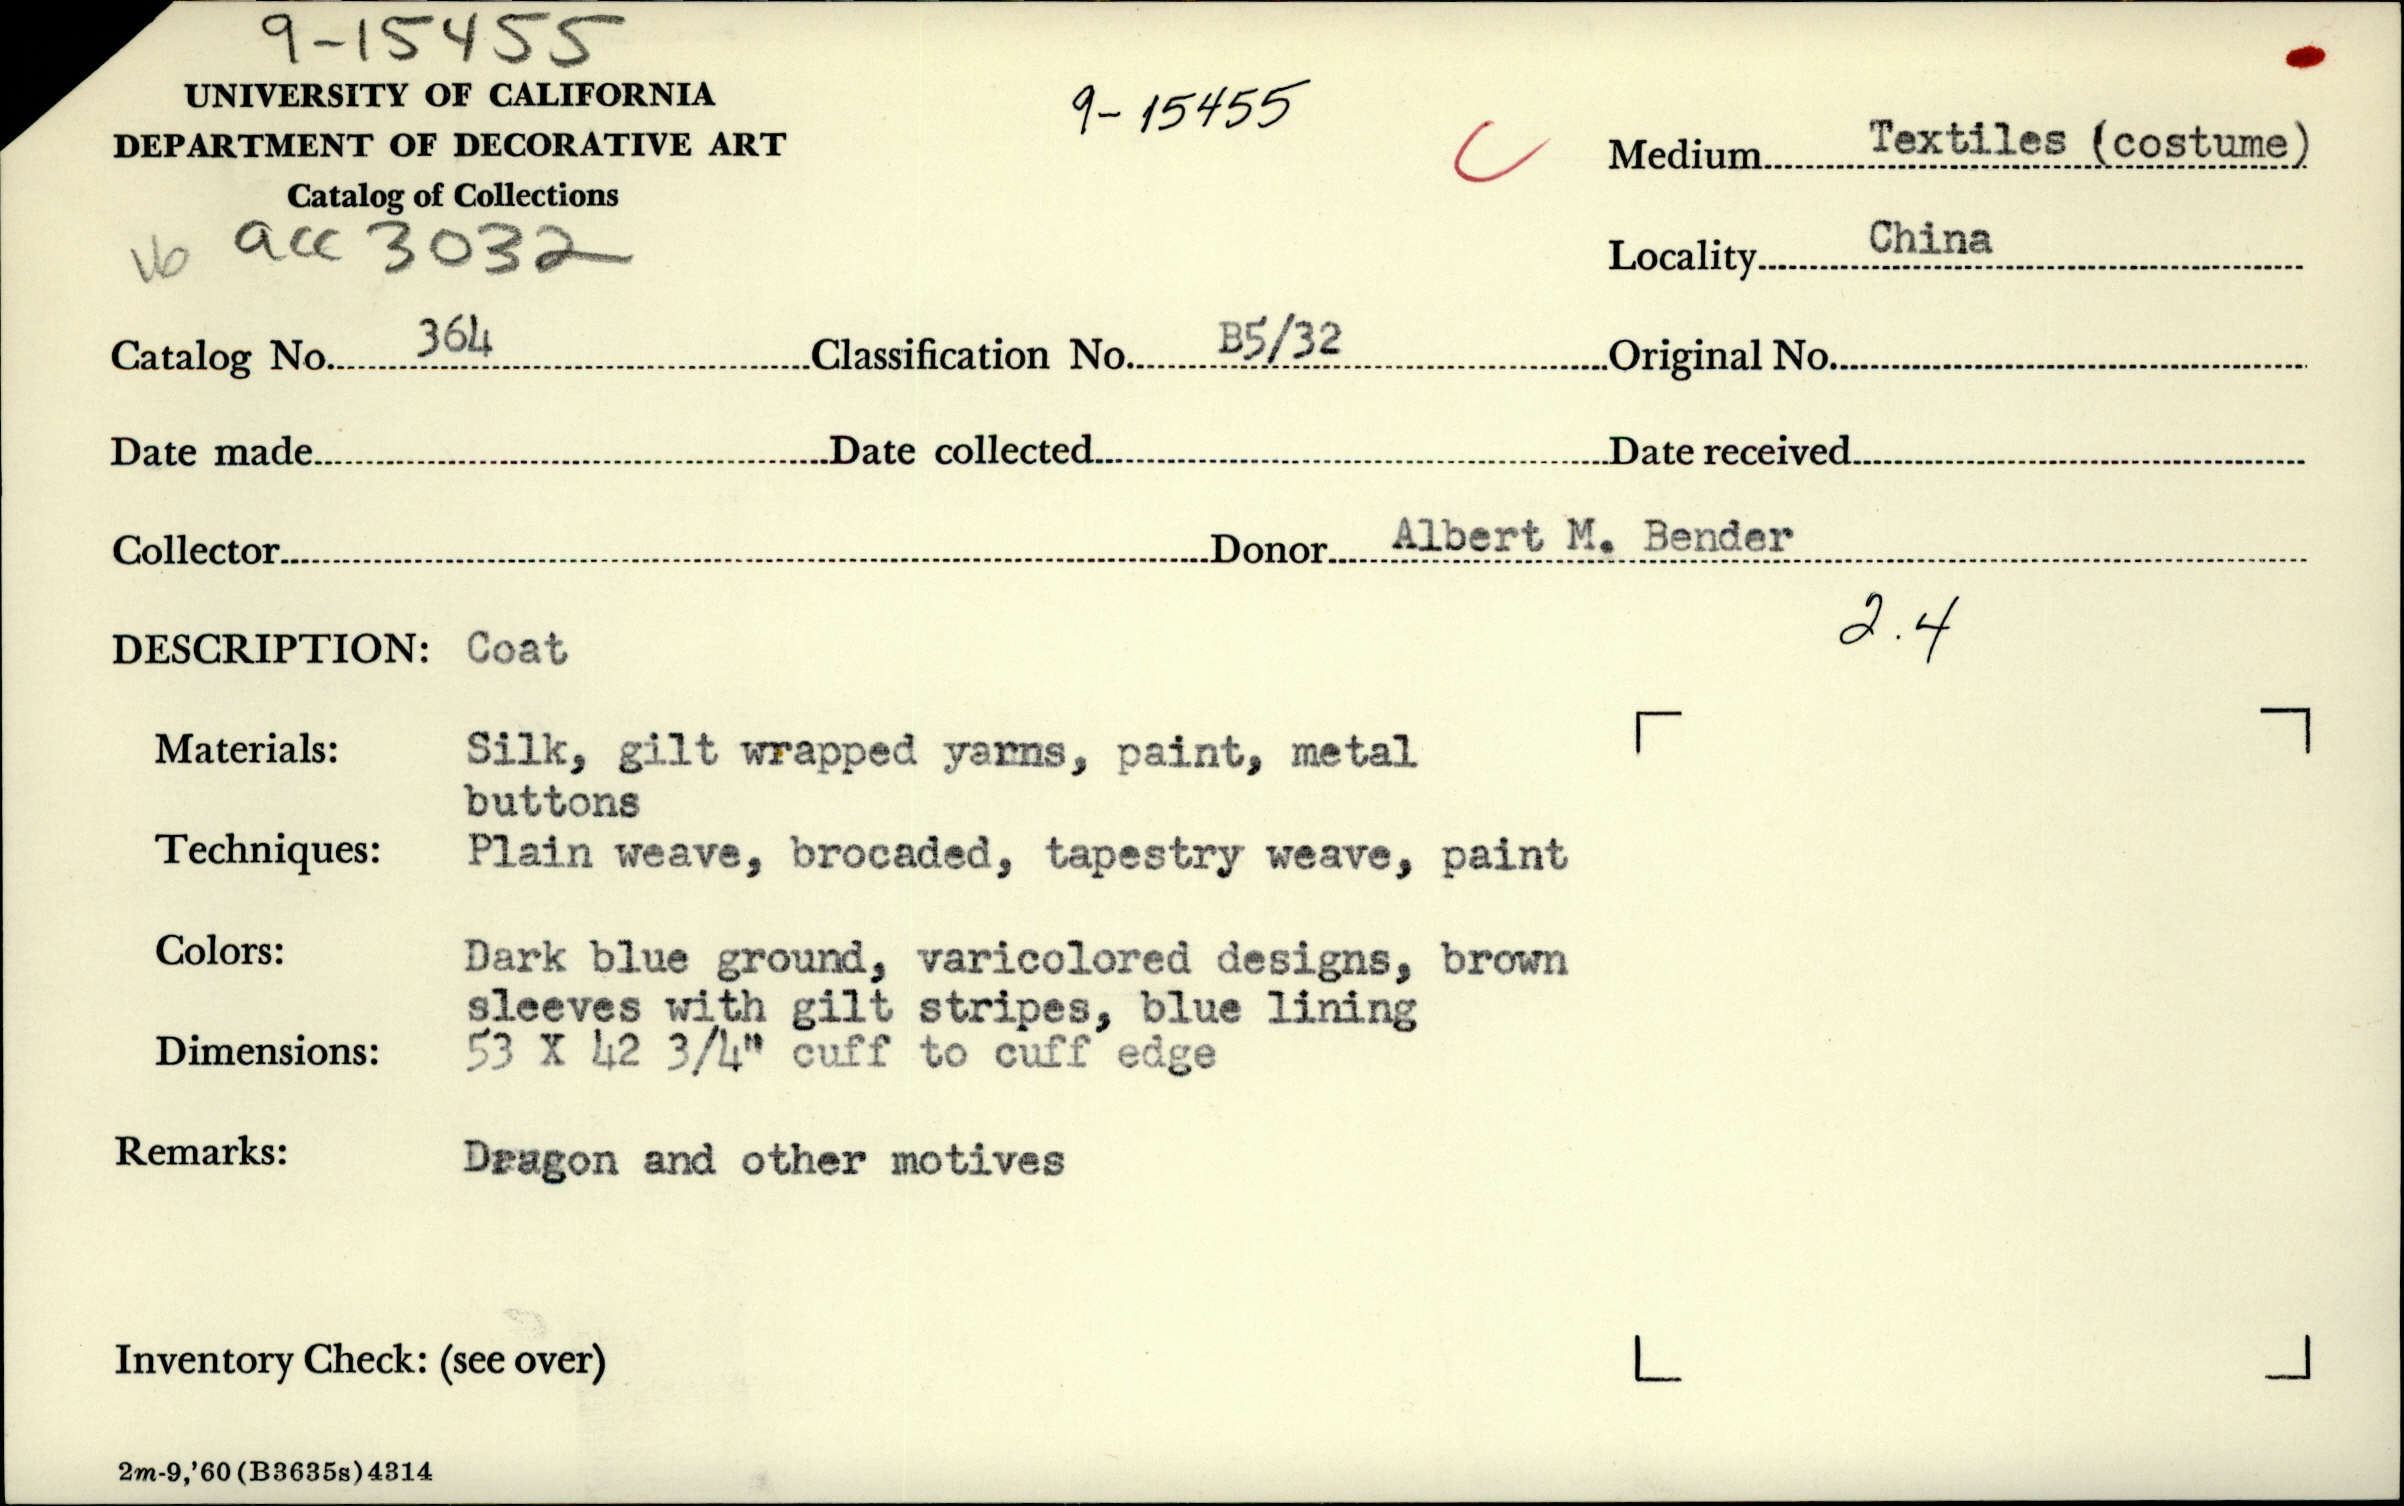 9-15455
UNIVERSITY OF CALIFORNIA
DEPARTMENT OF DECORATIVE ART
Catalog of Collections
acc 3032
9-15455
C
Medium Textiles (costume)
Locality China
Catalog No. 364 Classification No. B5/32 Original No.
Date made Date collected Date received
Collector Donor Albert M. Bender
2.4
DESCRIPTION: Coat
Materials: Silk, gilt wrapped yarns, paint, metal
buttons
Techniques: Plain weave, brocaded, tapestry weave, paint
Colors: Dark blue ground, varicolored designs, brown
sleeves with gilt stripes, blue lining
Dimensions: 53 X 42 3/4" cuff to cuff edge
Remarks: Dragon and other motives
Inventory Check: (see over)
2m-9,'60(B3635s)4314